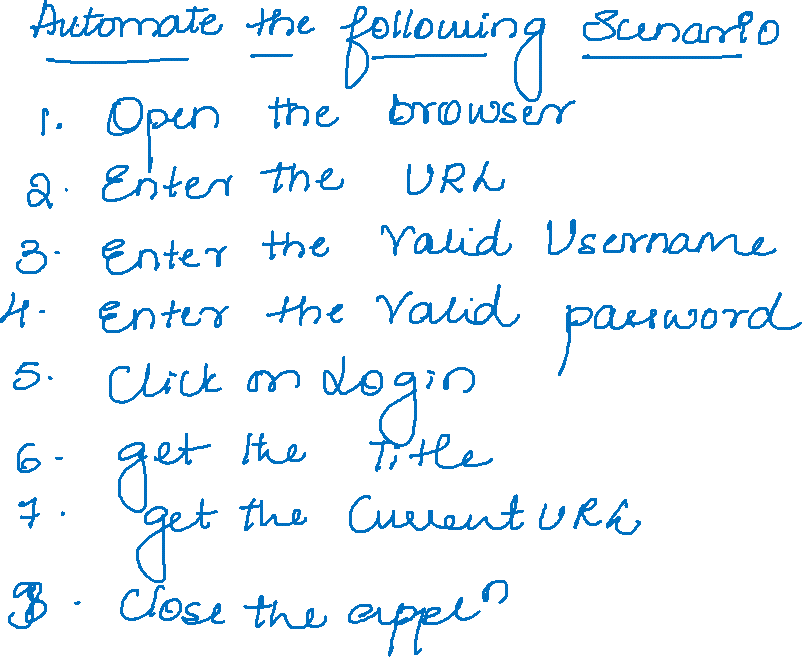 Automate the following Scenario
1. Open the browser
2. Enter the URL
3. Enter the Valid Username
4. Enter the Valid password
5. Click on Login
6. get the Title
7. get the Current URL
8. Close the appln